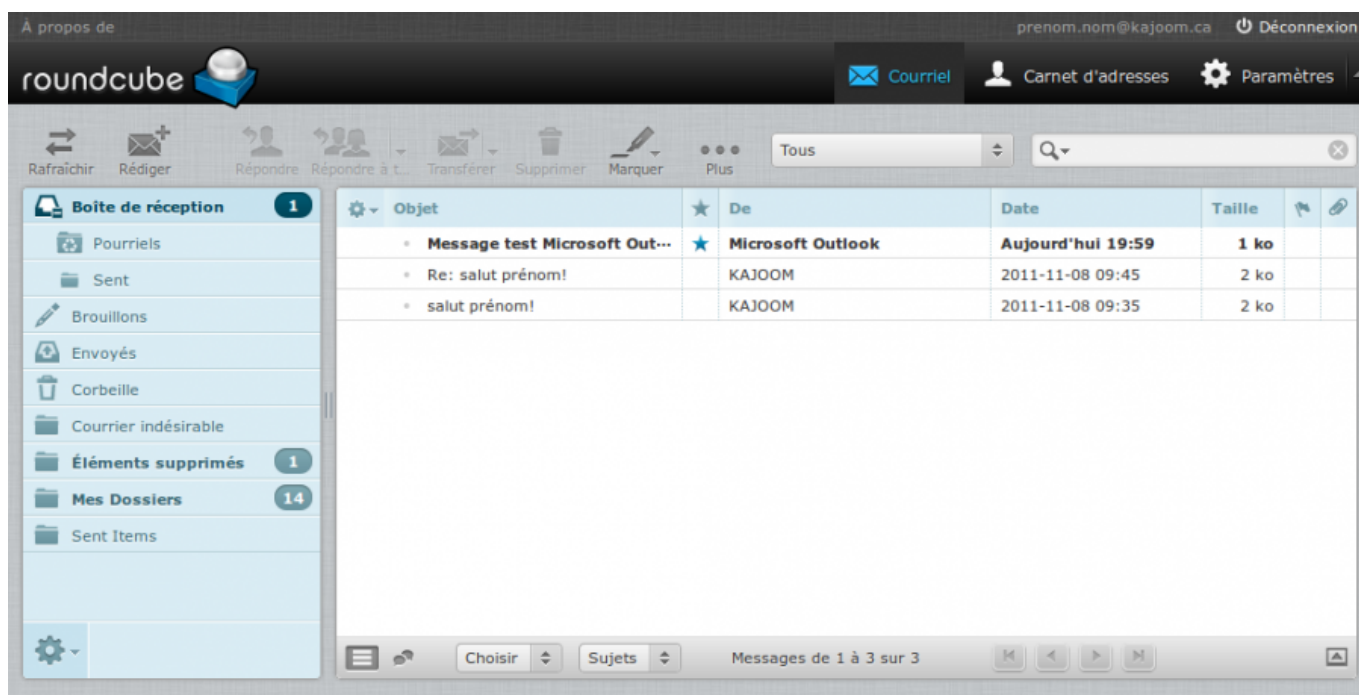 À propos de prenom.nom@kajoom.ca Déconnexion
roundcube Courriel Carnet d'adresses Paramètres
Rafraîchir Rédiger Répondre Répondre à t... Transférer Supprimer Marquer Plus Tous
Boîte de réception 1
Pourriels
Sent
Brouillons
Envoyés
Corbeille
Courrier indésirable
Éléments supprimés 1
Mes Dossiers 14
Sent Items
Objet De Date Taille
Message test Microsoft Out... Microsoft Outlook Aujourd'hui 19:59 1 ko
Re: salut prénom! KAJOOM 2011-11-08 09:45 2 ko
salut prénom! KAJOOM 2011-11-08 09:35 2 ko
Choisir Sujets Messages de 1 à 3 sur 3